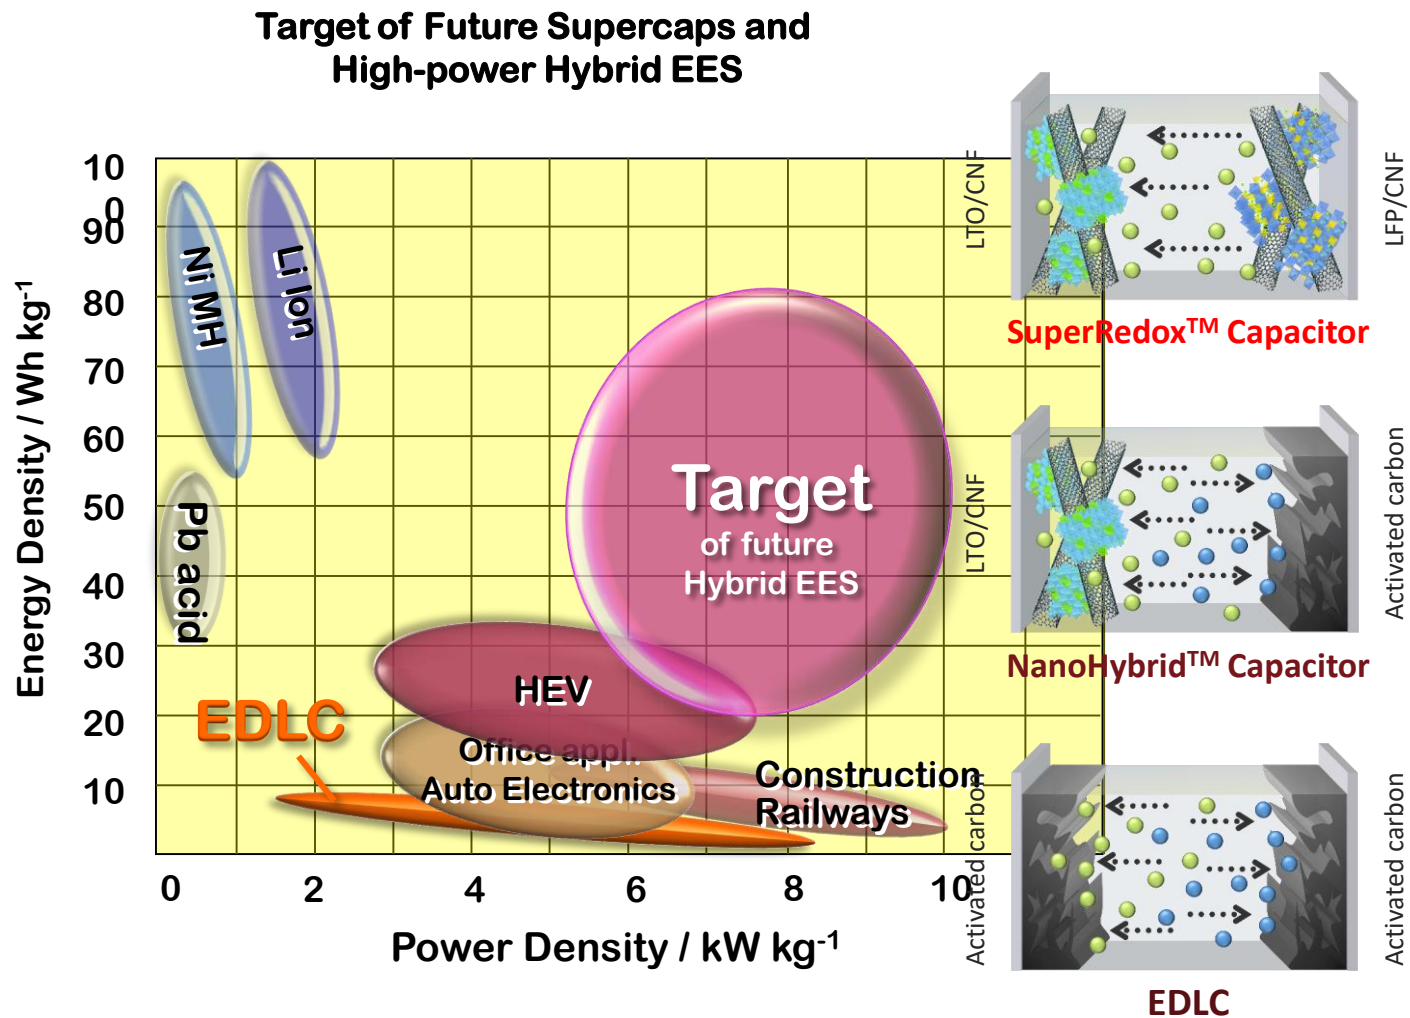 Target of Future Supercaps and
High-power Hybrid EES
Energy Density / Wh kg-1
10
0
90
80
70
60
50
40
30
20
10
Ni MH
Li Ion
Pb acid
Target
of future
Hybrid EES
HEV
EDLC
Office appl.
Auto Electronics
Construction
Railways
0
2
4
6
8
10
Power Density / kW kg-1
LTO/CNF
LFP/CNF
SuperRedoxTM Capacitor
LTO/CNF
Activated carbon
NanoHybridTM Capacitor
Activated carbon
Activated carbon
EDLC